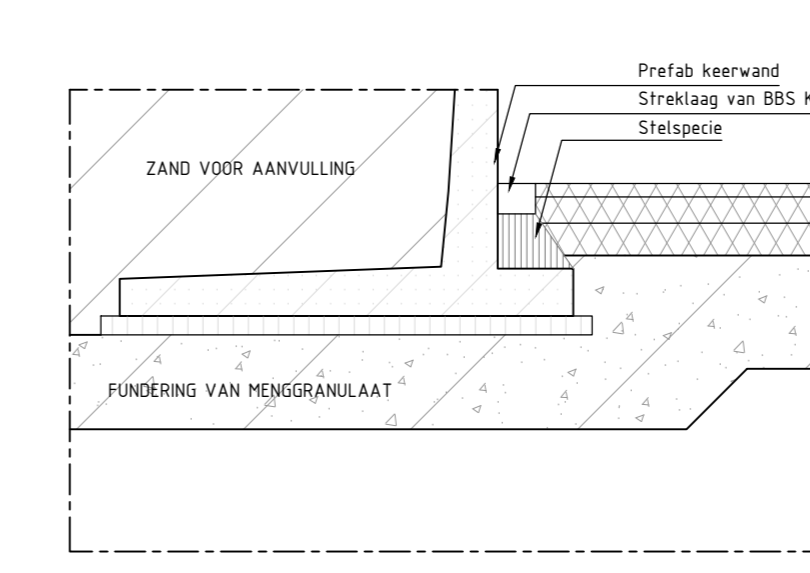 Prefab keerwand
Streklaag van BBS
Stelspecie
ZAND VOOR AANVULLING
FUNDERING VAN MENGGRANULAAT